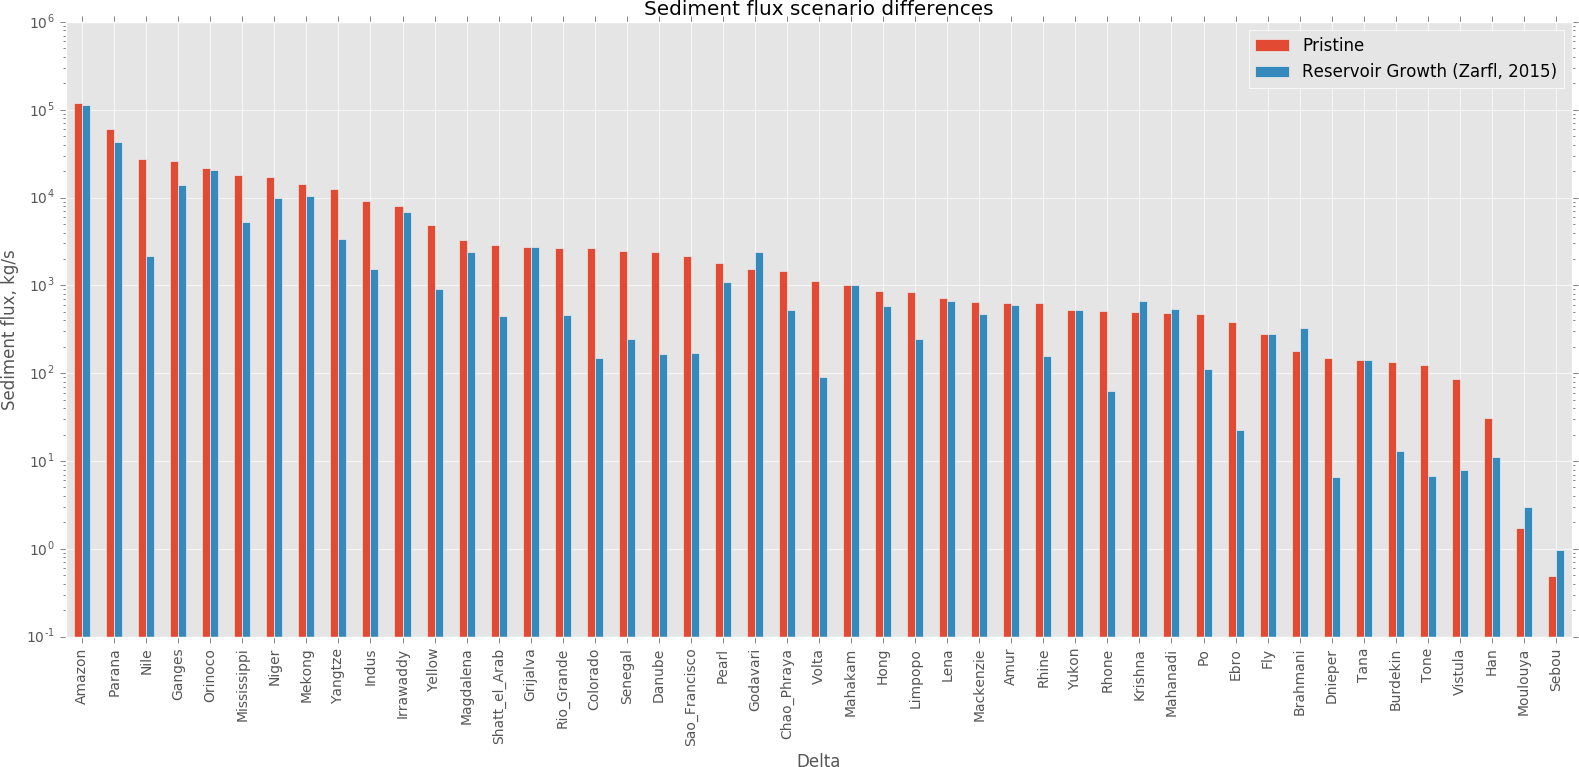 Sediment flux scenario differences
Pristine
Reservoir Growth (Zarfl, 2015)
Sediment flux, kg/s
10^6
10^5
10^4
10^3
10^2
10^1
10^0
10^-1
Amazon
Parana
Nile
Ganges
Orinoco
Mississippi
Niger
Mekong
Yangtze
Indus
Irrawaddy
Yellow
Magdalena
Shatt_el_Arab
Grijalva
Rio_Grande
Colorado
Senegal
Danube
Sao_Francisco
Pearl
Godavari
Chao_Phraya
Volta
Mahakam
Hong
Limpopo
Lena
Mackenzie
Amur
Rhine
Yukon
Rhone
Krishna
Mahanadi
Po
Ebro
Fly
Brahmani
Dnieper
Tana
Burdekin
Tone
Vistula
Han
Moulouya
Sebou
Delta